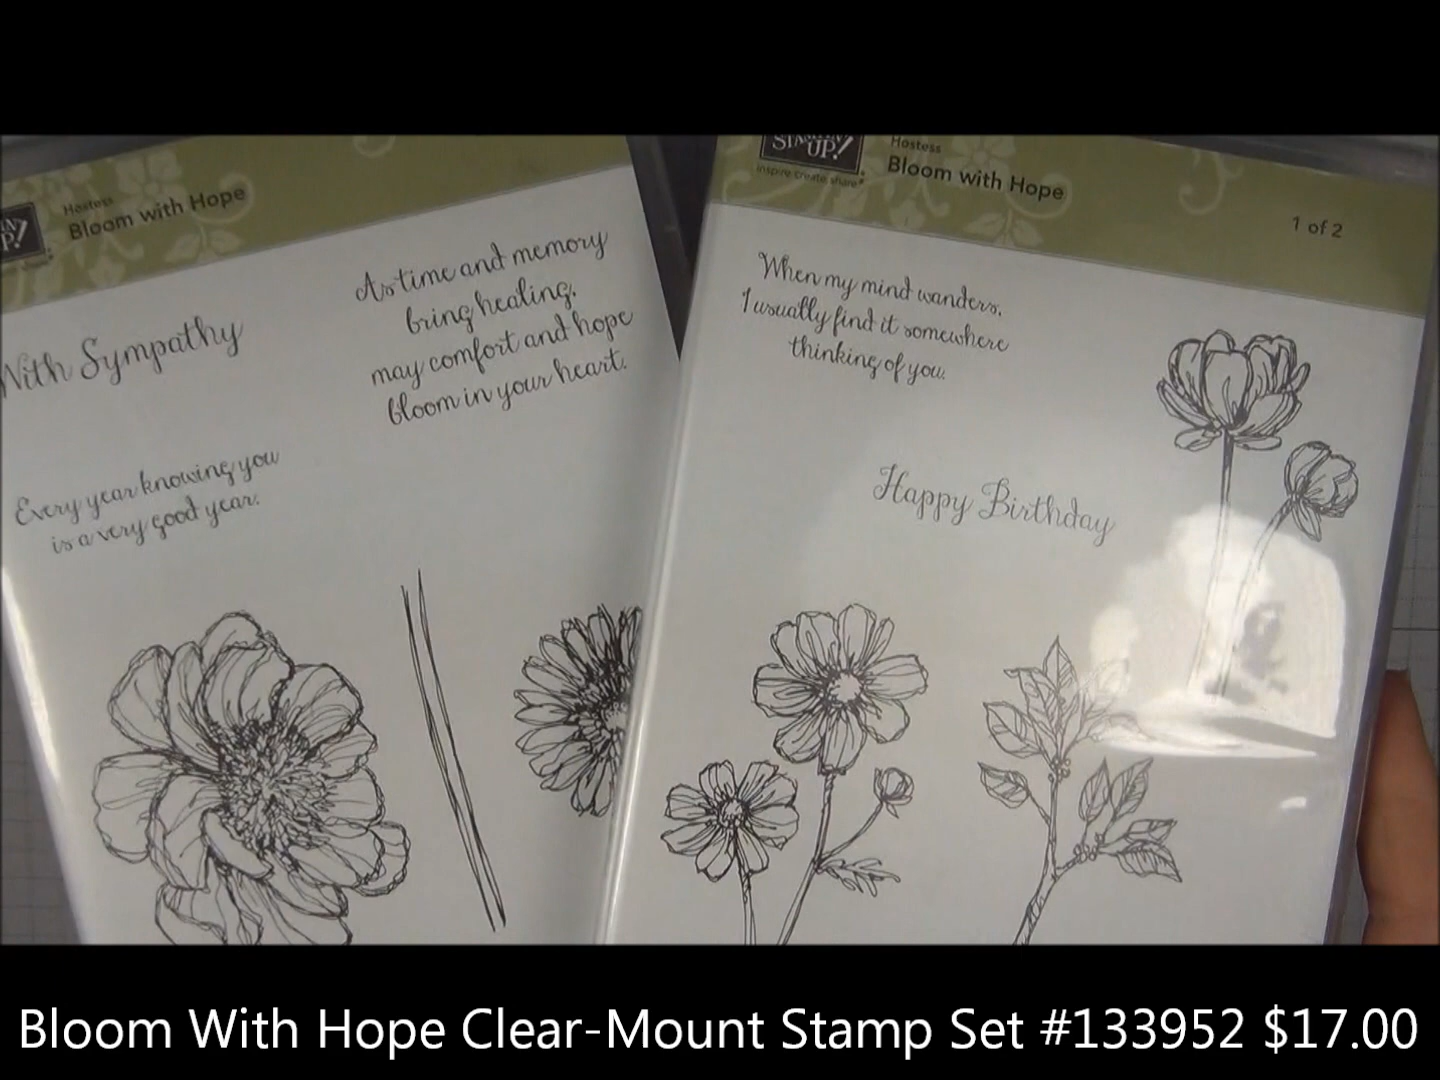 Hostess
Bloom with Hope
With Sympathy
As time and memory
bring healing,
may comfort and hope
bloom in your heart.
Every year knowing you
is a very good year.
STAMPIN'
UP!
inspire create share
Hostess
Bloom with Hope
1 of 2
When my mind wanders,
I usually find it somewhere
thinking of you.
Happy Birthday
Bloom With Hope Clear-Mount Stamp Set #133952 $17.00